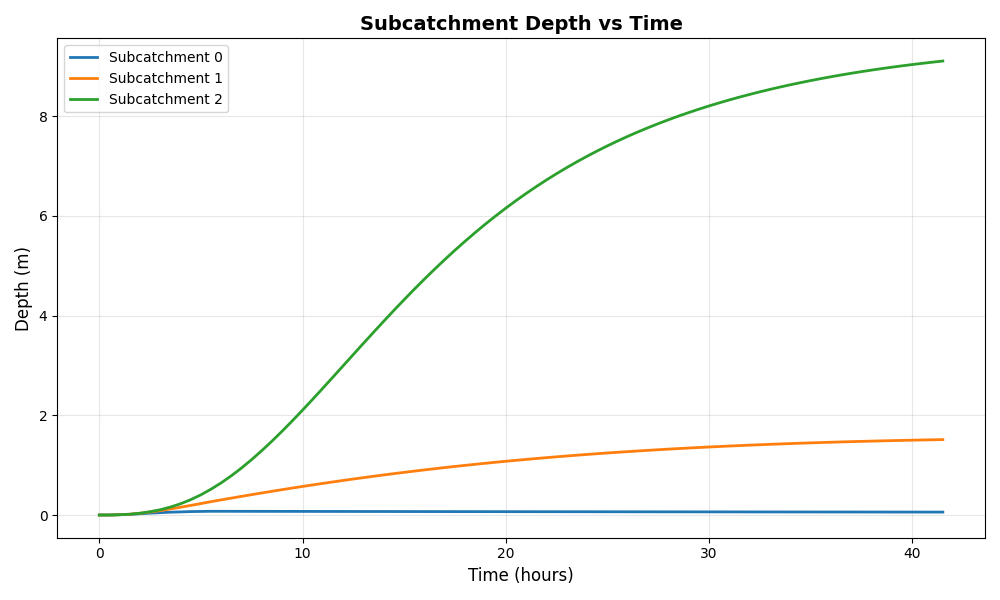 Subcatchment Depth vs Time
Subcatchment 0
Subcatchment 1
Subcatchment 2
Depth (m)
8
6
4
2
0
0 10 20 30 40
Time (hours)